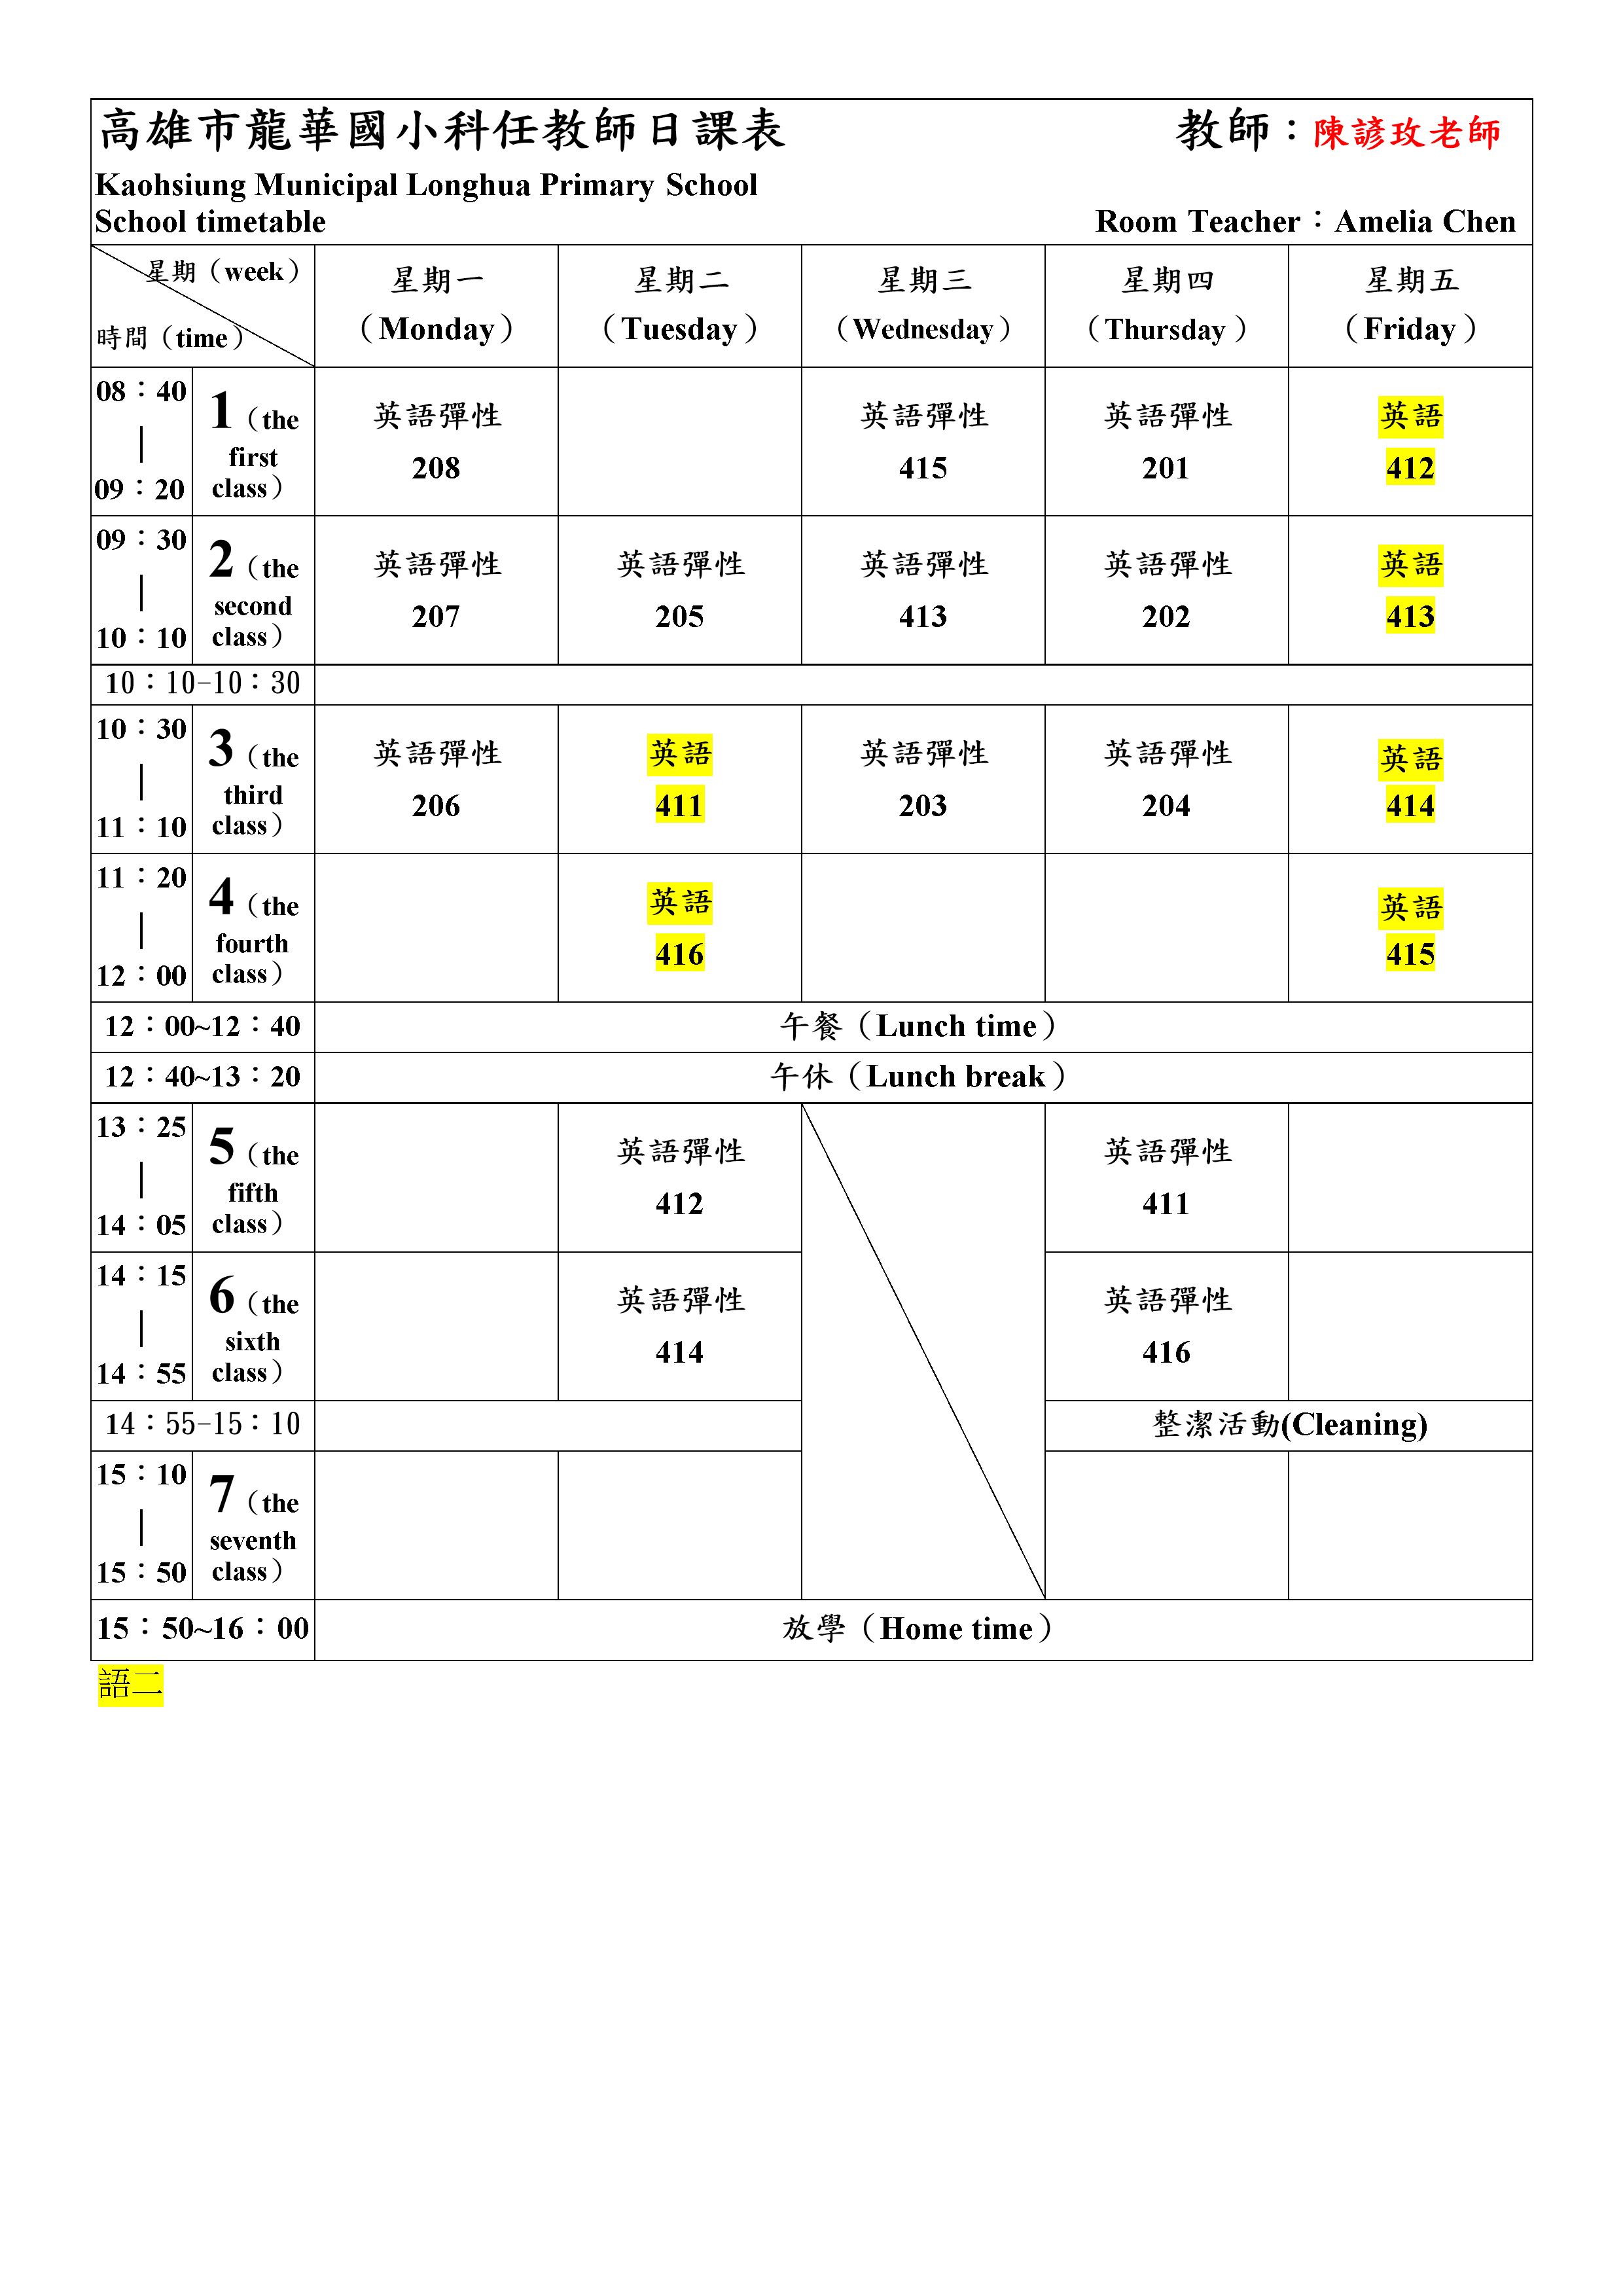 高雄市龍華國小科任教師日課表 教師：陳諺玫老師
Kaohsiung Municipal Longhua Primary School
School timetable Room Teacher：Amelia Chen
星期（week）
時間（time）
星期一 星期二 星期三 星期四 星期五
（Monday） （Tuesday） （Wednesday） （Thursday） （Friday）
08：40
｜
09：20
1（the
first
class）
英語彈性 英語彈性 英語彈性 英語
208 415 201 412
09：30
｜
10：10
2（the
second
class）
英語彈性 英語彈性 英語彈性 英語彈性 英語
207 205 413 202 413
10：10-10：30
10：30
｜
11：10
3（the
third
class）
英語彈性 英語 英語彈性 英語彈性 英語
206 411 203 204 414
11：20
｜
12：00
4（the
fourth
class）
英語 英語
416 415
12：00~12：40 午餐（Lunch time）
12：40~13：20 午休（Lunch break）
13：25
｜
14：05
5（the
fifth
class）
英語彈性 英語彈性
412 411
14：15
｜
14：55
6（the
sixth
class）
英語彈性 英語彈性
414 416
14：55-15：10 整潔活動(Cleaning)
15：10
｜
15：50
7（the
seventh
class）
15：50~16：00 放學（Home time）
語二